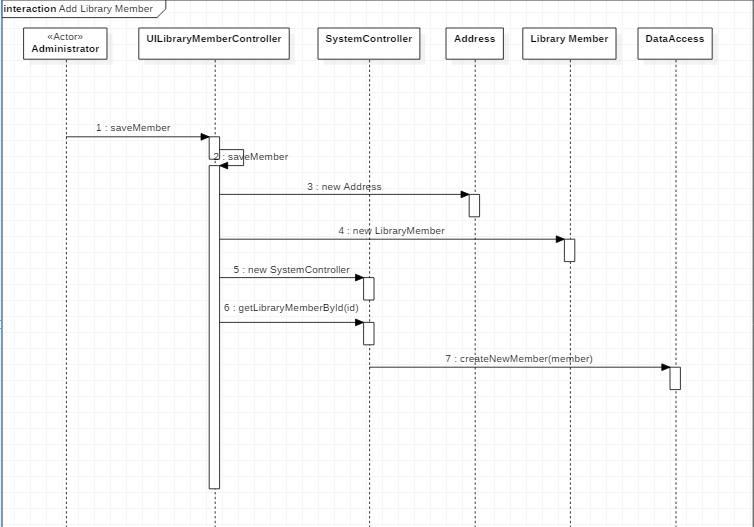 interaction Add Library Member
«Actor»
Administrator
UILibraryMemberController
SystemController
Address
Library Member
DataAccess
1 : saveMember
2 : saveMember
3 : new Address
4 : new LibraryMember
5 : new SystemController
6 : getLibraryMemberById(id)
7 : createNewMember(member)